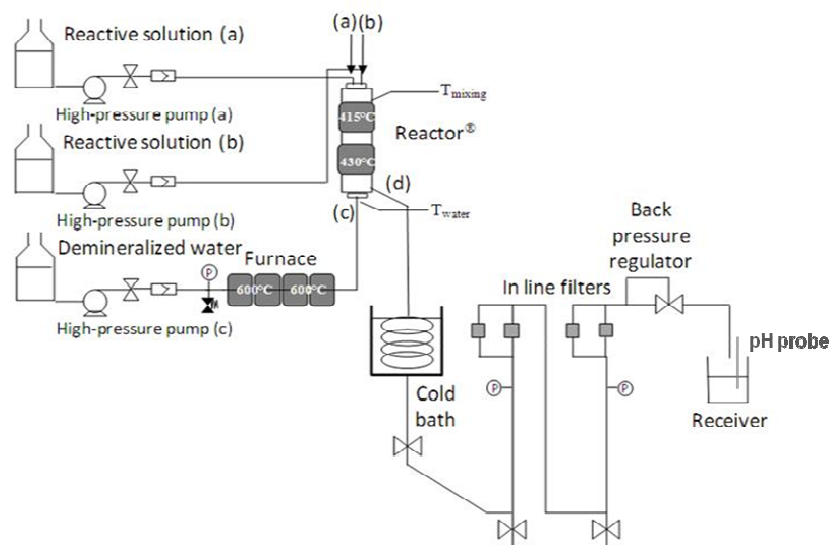 (a)(b)
Reactive solution (a)
High-pressure pump (a)
T mixing
415°C
Reactor®
430°C
Reactive solution (b)
High-pressure pump (b)
(d)
(c)
T water
Demineralized water
Furnace
P
600°C 600°C
High-pressure pump (c)
Back
pressure
regulator
In line filters
pH probe
P
P
Cold
bath
Receiver